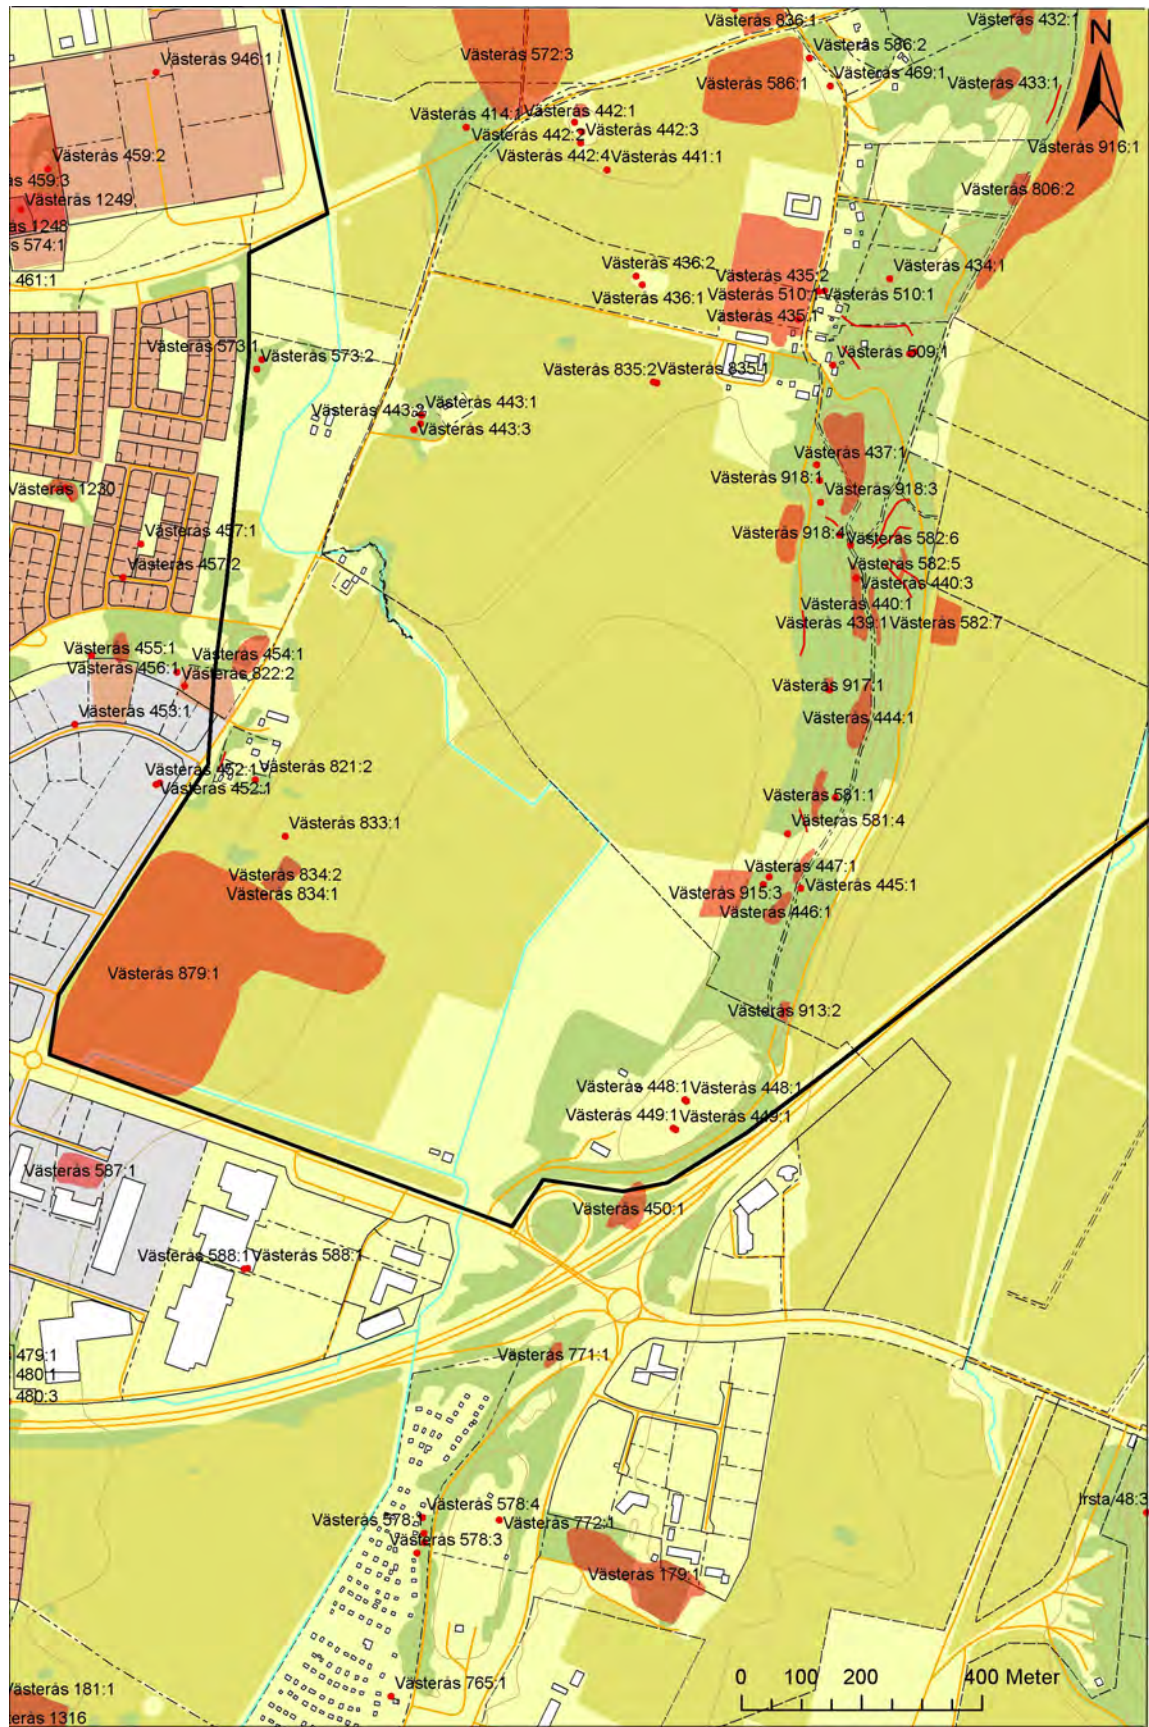 Västerås 836:1
Västerås 432:1
N
Västerås 572:3
Västerås 586:2
Västerås 946:1
Västerås 586:1
Västerås 469:1
Västerås 433:1
Västerås 414:1
Västerås 442:1
Västerås 442:2
Västerås 442:3
Västerås 916:1
Västerås 459:2
Västerås 442:4
Västerås 441:1
ås 459:3
Västerås 806:2
Västerås 1249
ås 1248
s 574:1
Västerås 436:2
Västerås 435:2
Västerås 434:1
461:1
Västerås 436:1
Västerås 510:1
Västerås 510:1
Västerås 435:1
Västerås 573:1
Västerås 573:2
Västerås 509:1
Västerås 835:2
Västerås 835:1
Västerås 443:2
Västerås 443:1
Västerås 443:3
Västerås 437:1
Västerås 918:1
Västerås 1230
Västerås 918:3
Västerås 457:1
Västerås 918:4
Västerås 582:6
Västerås 457:2
Västerås 582:5
Västerås 440:3
Västerås 440:1
Västerås 439:1
Västerås 582:7
Västerås 455:1
Västerås 454:1
Västerås 456:1
Västerås 822:2
Västerås 917:1
Västerås 453:1
Västerås 444:1
Västerås 452:1
Västerås 821:2
Västerås 452:1
Västerås 581:1
Västerås 833:1
Västerås 581:4
Västerås 834:2
Västerås 447:1
Västerås 834:1
Västerås 915:3
Västerås 445:1
Västerås 446:1
Västerås 879:1
Västerås 913:2
Västerås 448:1
Västerås 448:1
Västerås 449:1
Västerås 449:1
Västerås 587:1
Västerås 450:1
Västerås 588:1
Västerås 588:1
479:1
Västerås 771:1
480:1
480:3
Irsta 48:3
Västerås 578:4
Västerås 578:1
Västerås 772:1
Västerås 578:3
Västerås 179:1
Västerås 765:1
Västerås 181:1
terås 1316
0 100 200 400 Meter